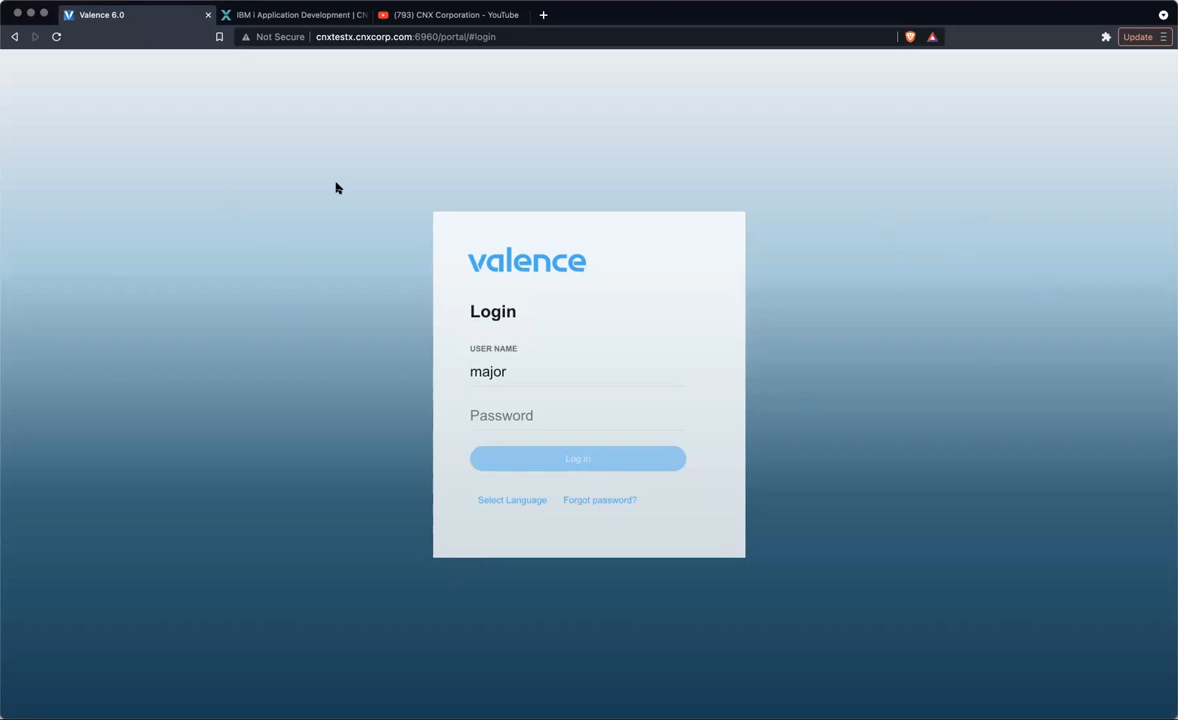 Valence 6.0
IBM i Application Development | CN
(793) CNX Corporation - YouTube
Not Secure
cnxtestx.cnxcorp.com:6960/portal/#login
Update
valence
Login
USER NAME
major
Password
Log in
Select Language
Forgot password?